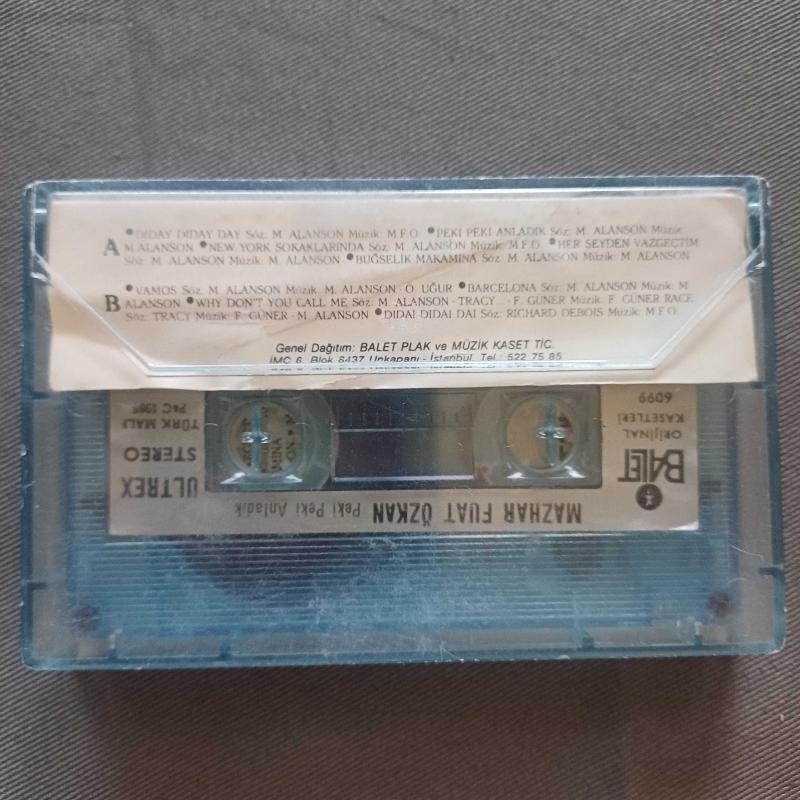 A •DIDAY DIDAY DAY Söz: M. ALANSON Müzik: M.F.Ö. •PEKİ PEKİ ANLADIK Söz: M. ALANSON Müzik:
M.ALANSON •NEW YORK SOKAKLARINDA Söz: M. ALANSON Müzik: M.F.Ö. •HER ŞEYDEN VAZGEÇTİM
Söz: M. ALANSON Müzik: M. ALANSON •BUĞSELİK MAKAMINA Söz: M. ALANSON Müzik: M. ALANSON
B •VAMOS Söz: M. ALANSON Müzik: M. ALANSON - Ö. UĞUR •BARCELONA Söz: M. ALANSON Müzik: M.
ALANSON •WHY DON'T YOU CALL ME Söz: M. ALANSON - TRACY - F. GÜNER Müzik: F. GÜNER RACE
Söz: TRACY Müzik: F. GÜNER - M. ALANSON •DIDAI DIDAI DAI Söz: RICHARD DEBOIS Müzik: M.F.Ö.
Genel Dağıtım: BALET PLAK ve MÜZİK KASET TİC.
İMC 6. Blok 6437 Unkapanı - İstanbul Tel.: 522 75 85
MAZHAR FUAT ÖZKAN Peki Peki Anladık
BALET
ORİJİNAL
KASETLERİ
6099
ULTREX
STEREO
TÜRK MALI